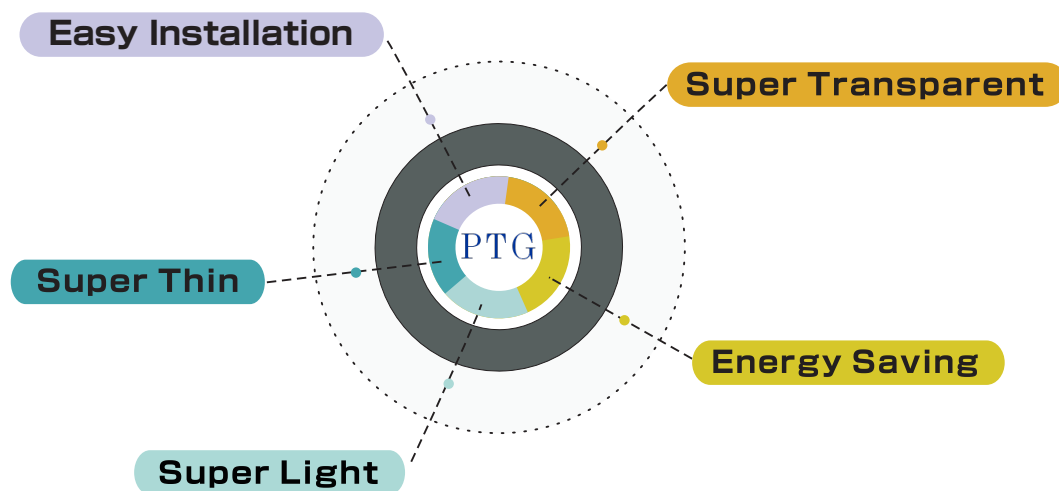 Easy Installation
Super Transparent
PTG
Super Thin
Energy Saving
Super Light